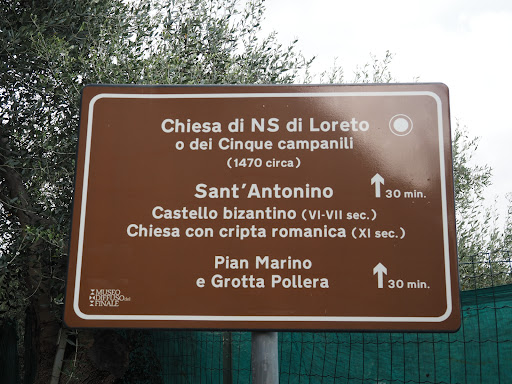 Chiesa di NS di Loreto
o dei Cinque campanili
(1470 circa)
Sant'Antonino
30 min.
Castello bizantino (VI-VII sec.)
Chiesa con cripta romanica (XI sec.)
Pian Marino
e Grotta Pollera
30 min.
MUSEO
DIFFUSO del
FINALE